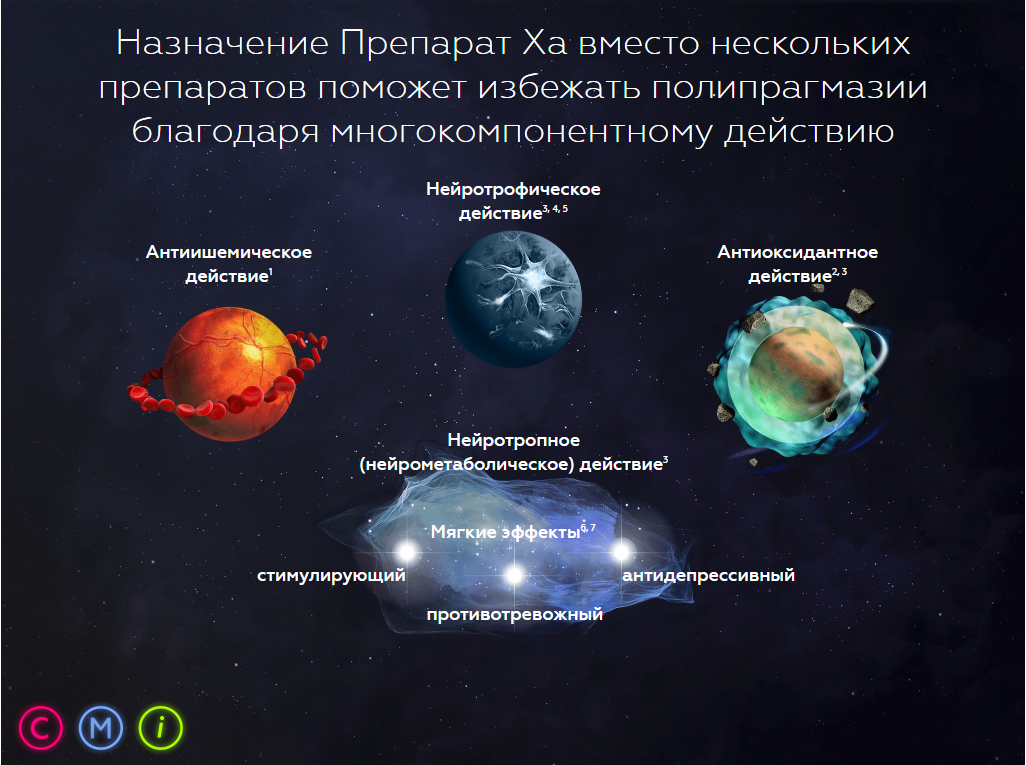 Назначение Препарат Ха вместо нескольких
препаратов поможет избежать полипрагмазии
благодаря многокомпонентному действию
Нейротрофическое
действие3, 4, 5
Антиишемическое
действие1
Антиоксидантное
действие2, 3
Нейротропное
(нейрометаболическое) действие3
Мягкие эффекты6, 7
стимулирующий
антидепрессивный
противотревожный
C M i